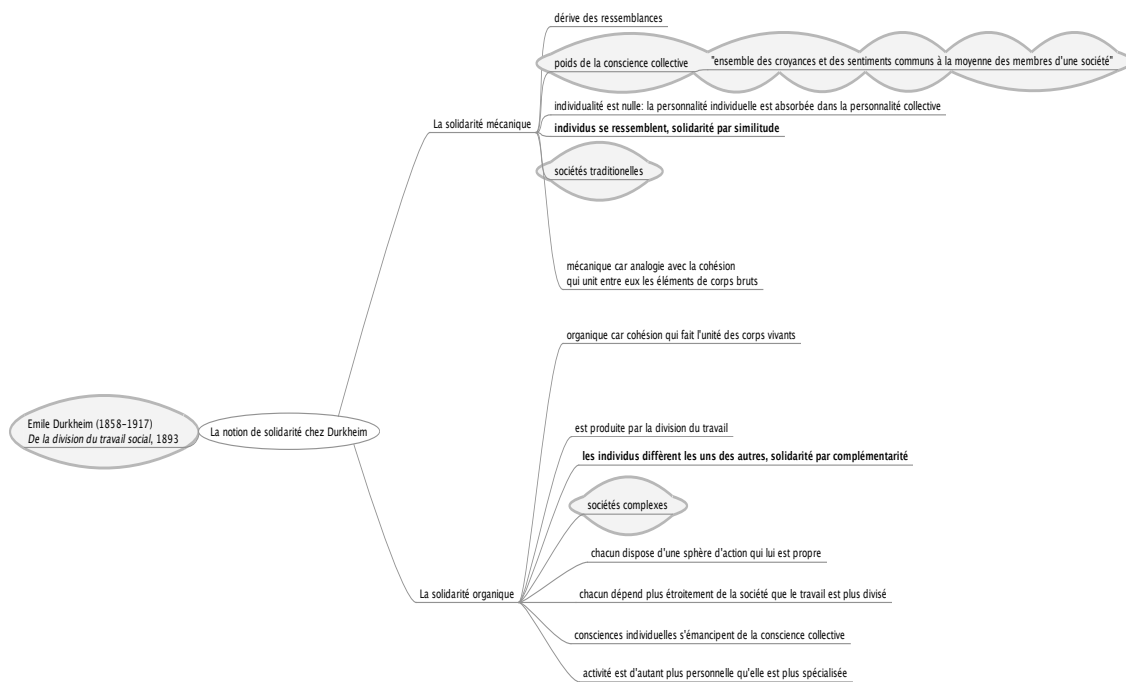 dérive des ressemblances
poids de la conscience collective
"ensemble des croyances et des sentiments communs à la moyenne des membres d'une société"
individualité est nulle: la personnalité individuelle est absorbée dans la personnalité collective
La solidarité mécanique
individus se ressemblent, solidarité par similitude
sociétés traditionelles
mécanique car analogie avec la cohésion
qui unit entre eux les éléments de corps bruts
organique car cohésion qui fait l'unité des corps vivants
Emile Durkheim (1858-1917)
De la division du travail social, 1893
La notion de solidarité chez Durkheim
est produite par la division du travail
les individus diffèrent les uns des autres, solidarité par complémentarité
sociétés complexes
chacun dispose d'une sphère d'action qui lui est propre
La solidarité organique
chacun dépend plus étroitement de la société que le travail est plus divisé
consciences individuelles s'émancipent de la conscience collective
activité est d'autant plus personnelle qu'elle est plus spécialisée